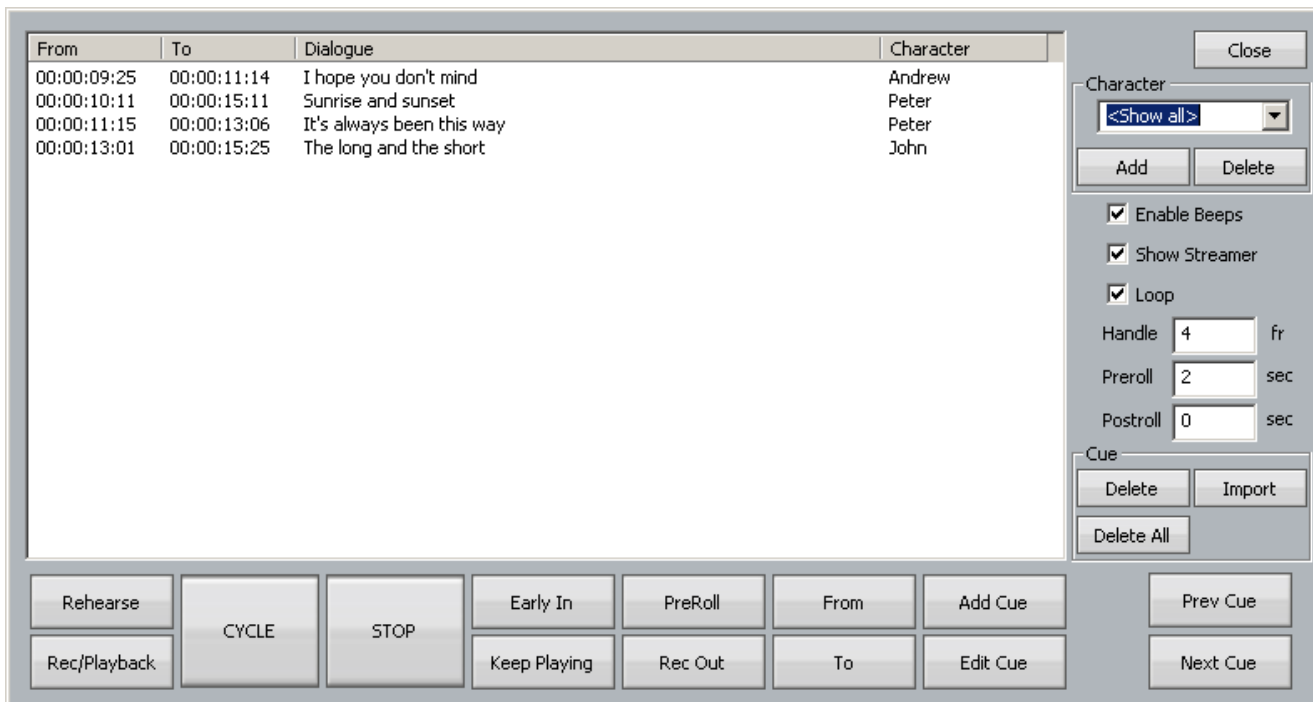 From To Dialogue Character
00:00:09:25 00:00:11:14 I hope you don't mind Andrew
00:00:10:11 00:00:15:11 Sunrise and sunset Peter
00:00:11:15 00:00:13:06 It's always been this way Peter
00:00:13:01 00:00:15:25 The long and the short John
Close
Character
<Show all>
Add Delete
Enable Beeps
Show Streamer
Loop
Handle 4 fr
Preroll 2 sec
Postroll 0 sec
Cue
Delete Import
Delete All
Rehearse CYCLE STOP Early In PreRoll From Add Cue Prev Cue
Rec/Playback Keep Playing Rec Out To Edit Cue Next Cue